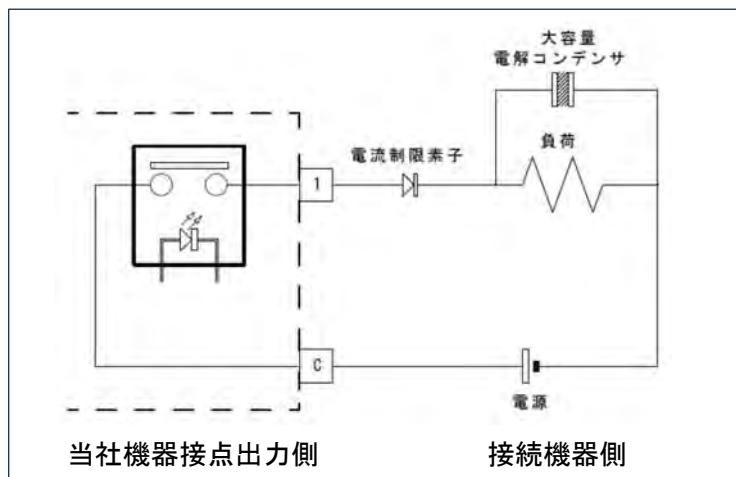 大容量
電解コンデンサ
電流制限素子
負荷
1
C
電源
当社機器接点出力側
接続機器側